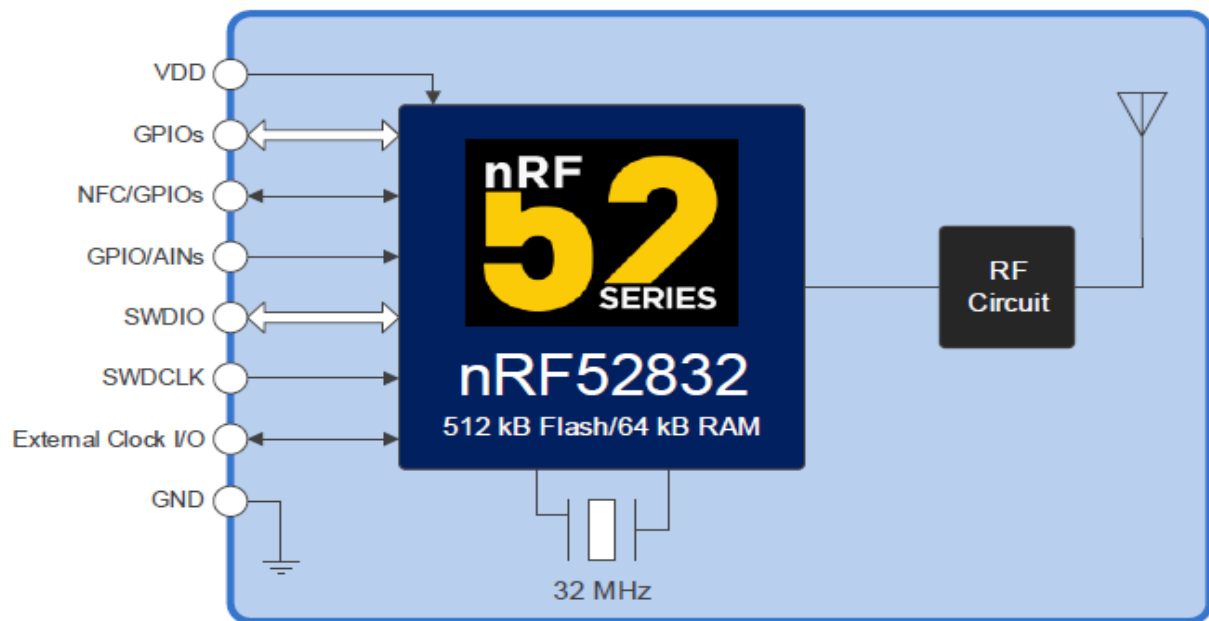 VDD
GPIOs
NFC/GPIOs
GPIO/AINs
SWDIO
SWDCLK
External Clock I/O
GND
nRF
52
SERIES
nRF52832
512 kB Flash/64 kB RAM
32 MHz
RF
Circuit